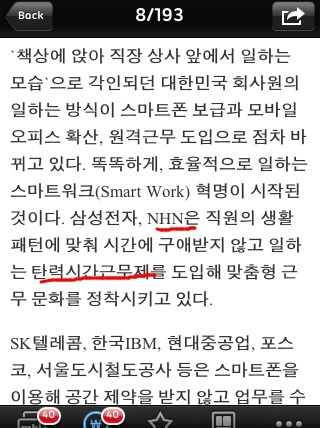 Back
8/193
`책상에 앉아 직장 상사 앞에서 일하는
모습`으로 각인되던 대한민국 회사원의
일하는 방식이 스마트폰 보급과 모바일
오피스 확산, 원격근무 도입으로 점차 바
뀌고 있다. 똑똑하게, 효율적으로 일하는
스마트워크(Smart Work) 혁명이 시작된
것이다. 삼성전자, NHN은 직원의 생활
패턴에 맞춰 시간에 구애받지 않고 일하
는 탄력시간근무제를 도입해 맞춤형 근
무 문화를 정착시키고 있다.
SK텔레콤, 한국IBM, 현대중공업, 포스
코, 서울도시철도공사 등은 스마트폰을
이용해 공간 제약을 받지 않고 업무를 수
40
40